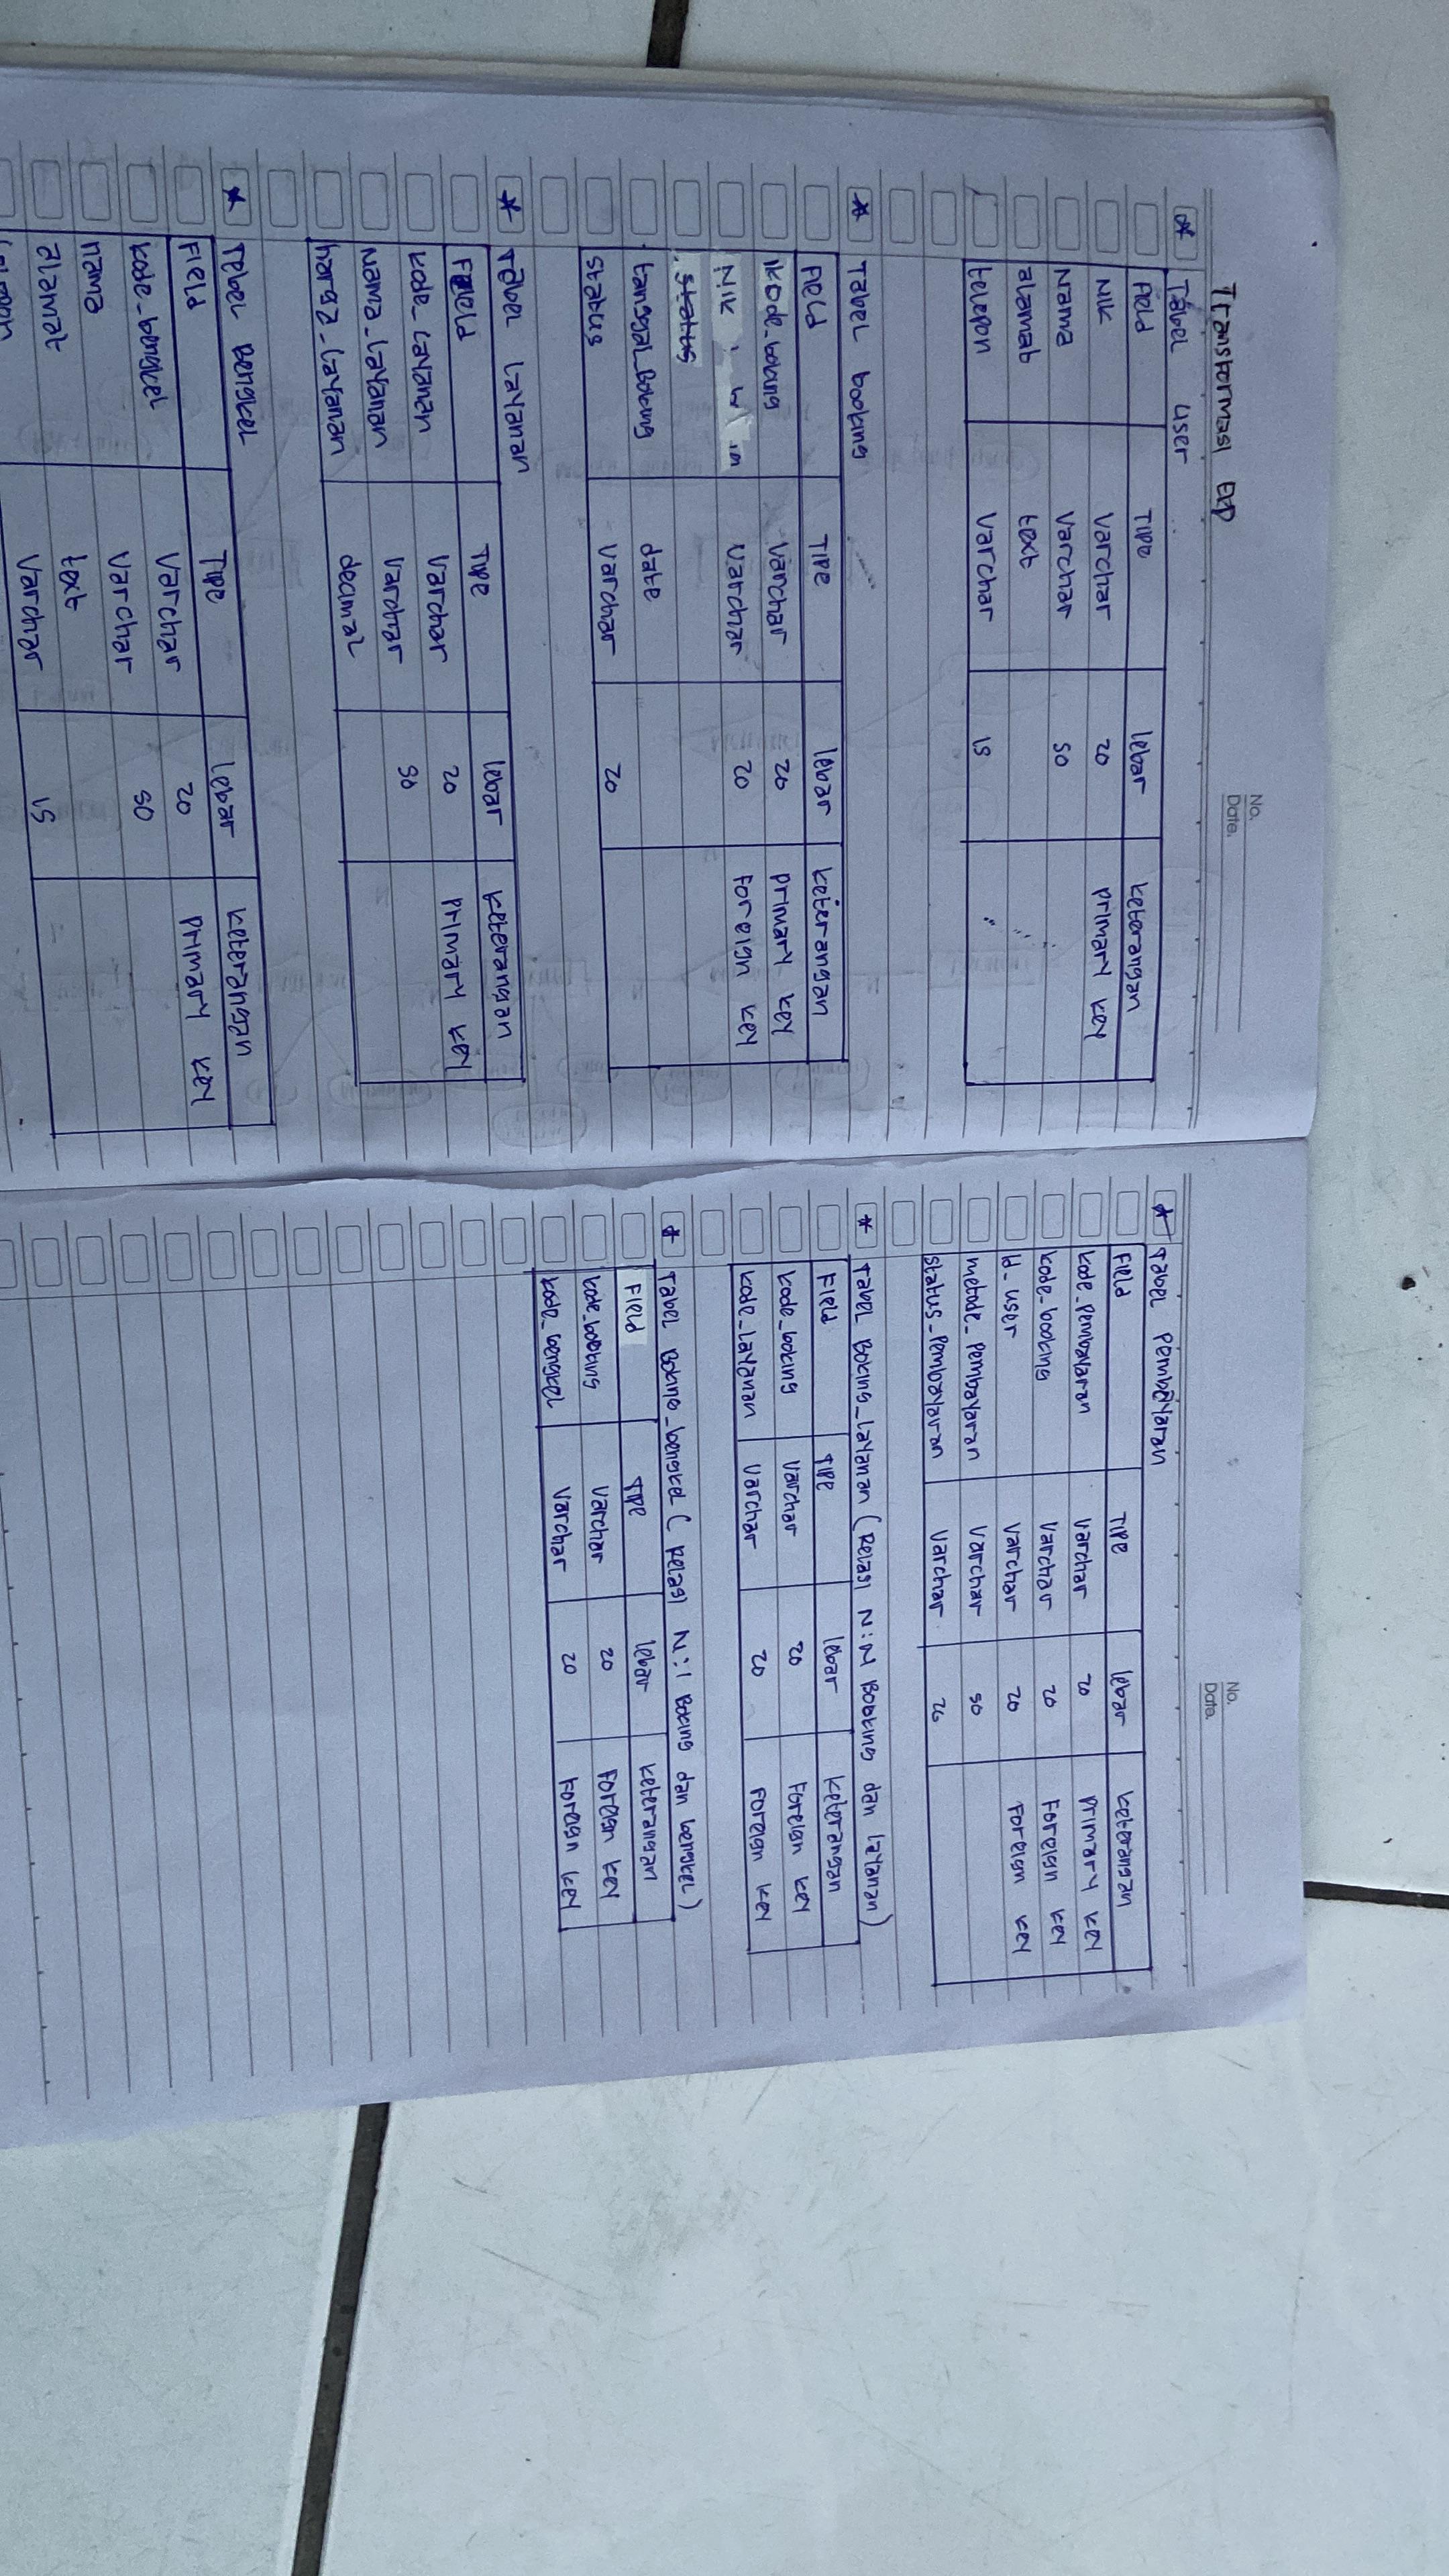 No.
Date.
Transformasi ERD
* Tabel user
Field Tipe lebar keterangan
NIK Varchar 20 Primary key
Nama Varchar 50
alamat text
telepon Varchar 15
* Tabel booking
Field Tipe lebar keterangan
kode_boking Varchar 20 Primary key
NIK Varchar 20 Foreign key
status
tanggal_Boking date
status Varchar 20
* Tabel Layanan
Field Tipe lebar keterangan
kode_Layanan Varchar 20 Primary key
Nama_Layanan Varchar 50
harga_Layanan decimal
* Tebel Bengkel
Field Tipe lebar keterangan
kode_bengkel Varchar 20 Primary key
nama Varchar 50
alamat text
telepon Varchar 15
No.
Date.
* Tabel Pembayaran
Field Tipe lebar keterangan
kode_Pembayaran Varchar 20 Primary key
kode_booking Varchar 20 Foreign key
Id_user Varchar 20 Foreign key
metode_Pembayaran Varchar 50
status_Pembayaran Varchar 20
* Tabel Boking_Layanan (Relasi N:N Booking dan Layanan)
Field Tipe lebar keterangan
kode_boking Varchar 20 Foreign key
kode_Layanan Varchar 20 Foreign key
* Tabel Boking_bengkel (Relasi N:1 Boking dan bengkel)
Field Tipe lebar keterangan
kode_booking Varchar 20 Foreign key
kode_bengkel Varchar 20 Foreign key